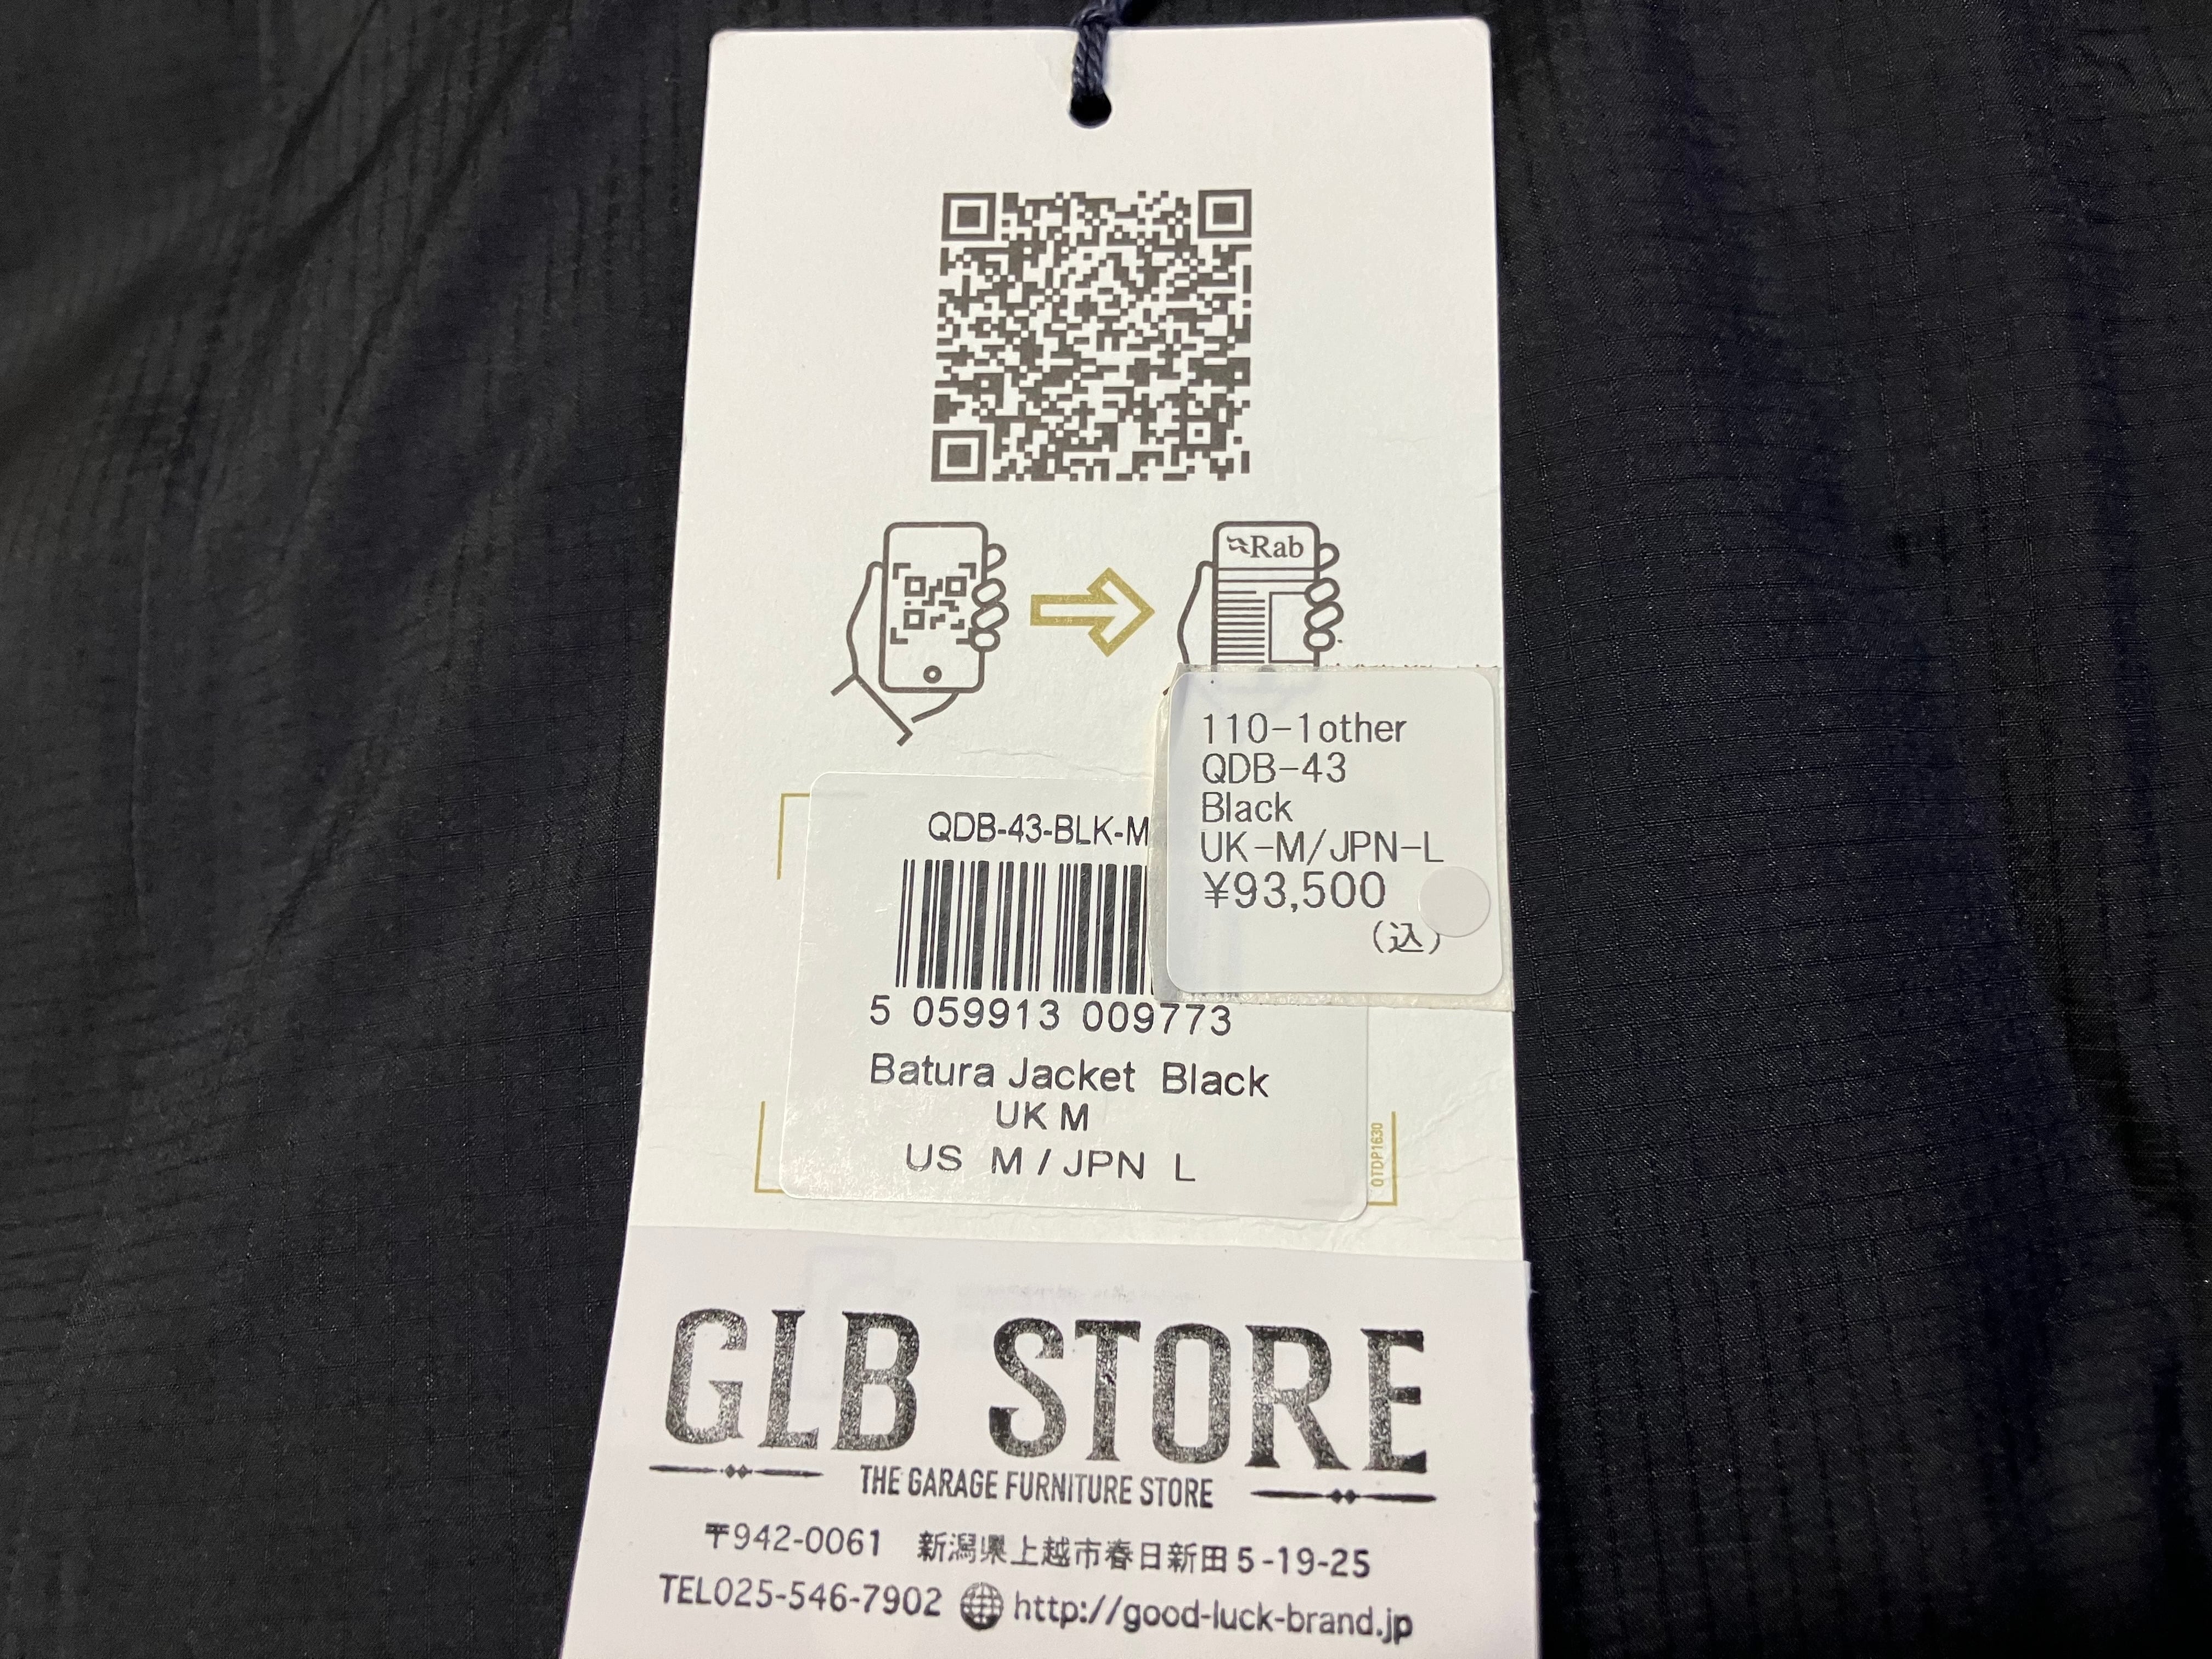 Rab
110-1other
QDB-43
Black
UK-M/JPN-L
¥93,500
(込)
QDB-43-BLK-M
5 059913 009773
Batura Jacket Black
UK M
US M / JPN L
OTDP1630
GLB STORE
THE GARAGE FURNITURE STORE
〒942-0061 新潟県上越市春日新田5-19-25
TEL025-546-7902 http://good-luck-brand.jp